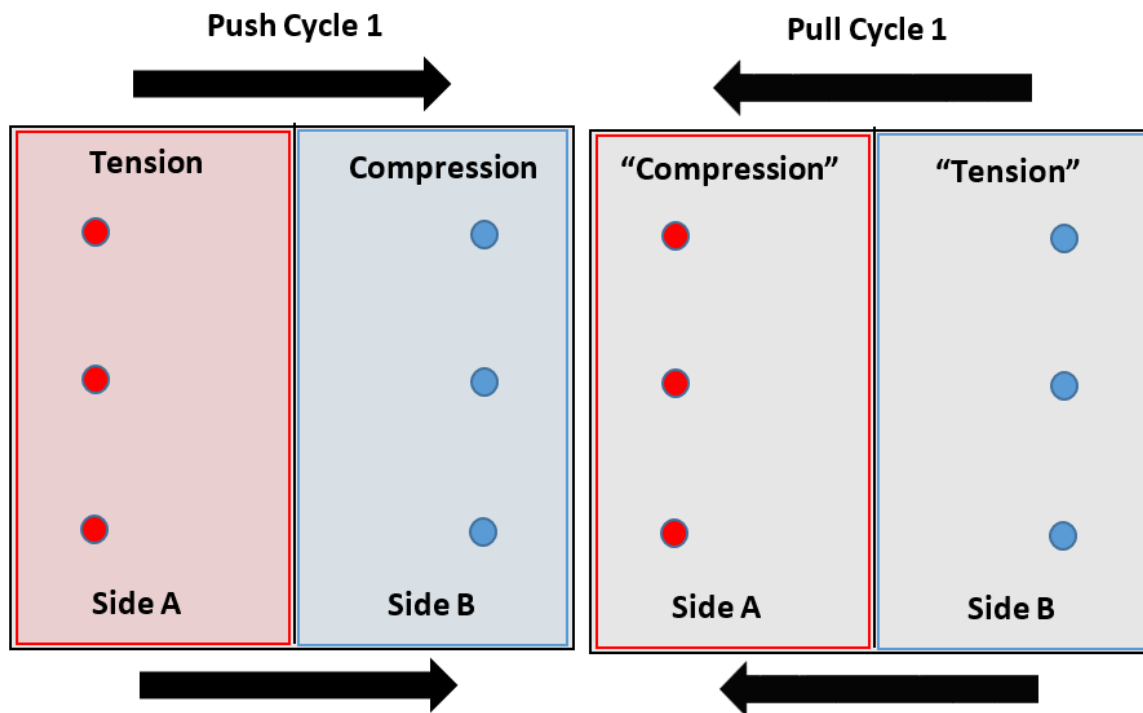 Push Cycle 1
Pull Cycle 1
Tension
Compression
“Compression”
“Tension”
Side A
Side B
Side A
Side B